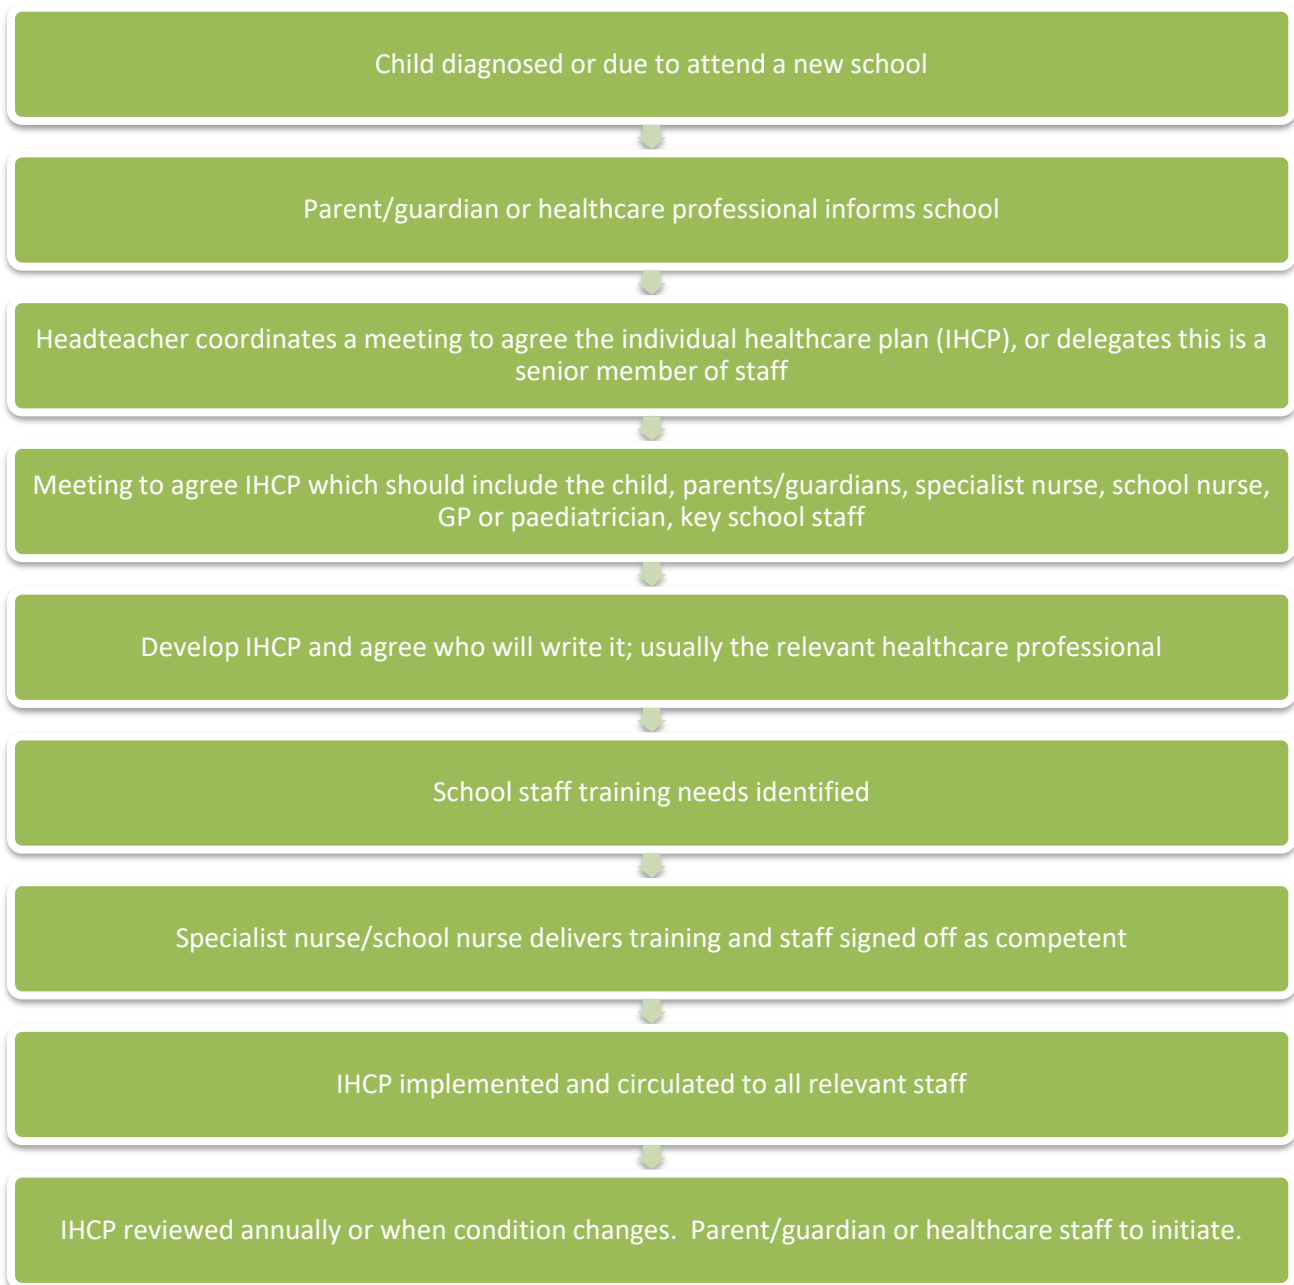 Child diagnosed or due to attend a new school
Parent/guardian or healthcare professional informs school
Headteacher coordinates a meeting to agree the individual healthcare plan (IHCP), or delegates this is a
senior member of staff
Meeting to agree IHCP which should include the child, parents/guardians, specialist nurse, school nurse,
GP or paediatrician, key school staff
Develop IHCP and agree who will write it; usually the relevant healthcare professional
School staff training needs identified
Specialist nurse/school nurse delivers training and staff signed off as competent
IHCP implemented and circulated to all relevant staff
IHCP reviewed annually or when condition changes.  Parent/guardian or healthcare staff to initiate.